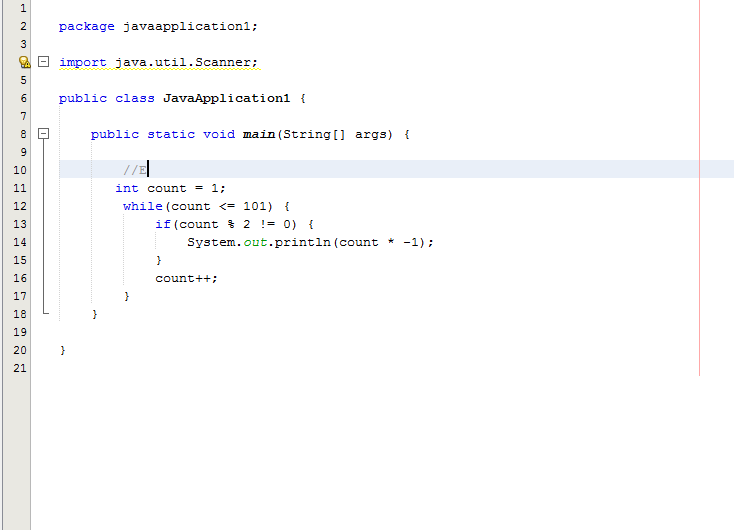 1
2 package javaapplication1;
3
import java.util.Scanner;
5
6 public class JavaApplication1 {
7
8 public static void main(String[] args) {
9
10 //E
11 int count = 1;
12 while(count <= 101) {
13 if(count % 2 != 0) {
14 System.out.println(count * -1);
15 }
16 count++;
17 }
18 }
19
20 }
21